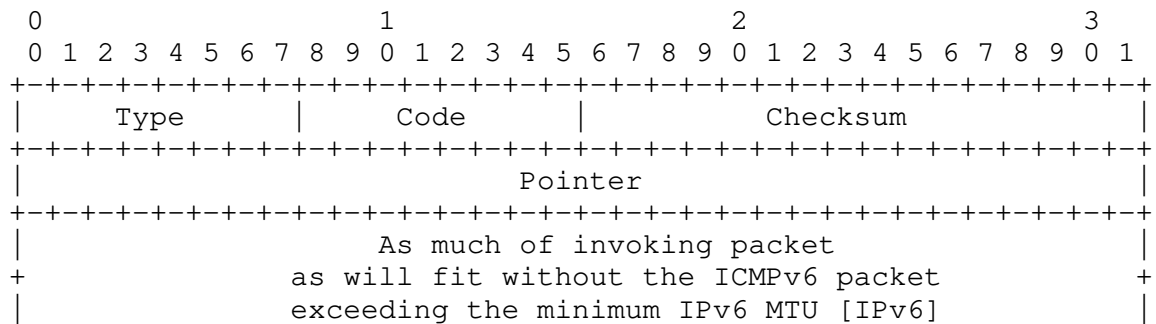 0                   1                   2                   3
 0 1 2 3 4 5 6 7 8 9 0 1 2 3 4 5 6 7 8 9 0 1 2 3 4 5 6 7 8 9 0 1
+-+-+-+-+-+-+-+-+-+-+-+-+-+-+-+-+-+-+-+-+-+-+-+-+-+-+-+-+-+-+-+-+
|     Type      |     Code      |          Checksum             |
+-+-+-+-+-+-+-+-+-+-+-+-+-+-+-+-+-+-+-+-+-+-+-+-+-+-+-+-+-+-+-+-+
|                            Pointer                            |
+-+-+-+-+-+-+-+-+-+-+-+-+-+-+-+-+-+-+-+-+-+-+-+-+-+-+-+-+-+-+-+-+
|                    As much of invoking packet                 |
+               as will fit without the ICMPv6 packet           +
|               exceeding the minimum IPv6 MTU [IPv6]           |